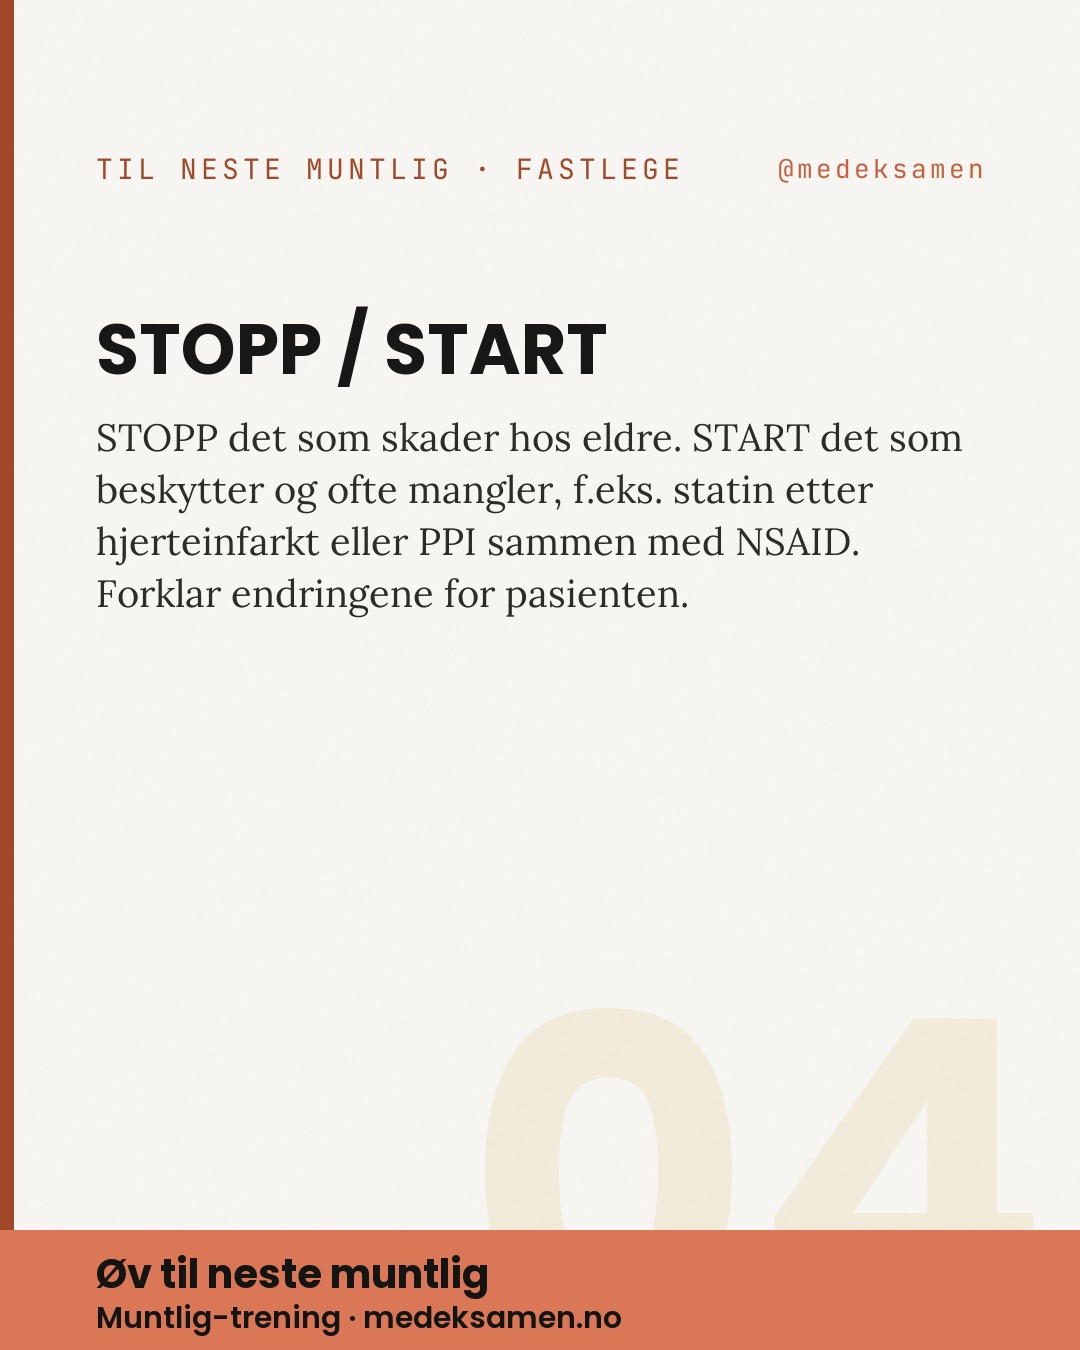 TIL NESTE MUNTLIG · FASTLEGE
@medeksamen
STOPP / START
STOPP det som skader hos eldre. START det som
beskytter og ofte mangler, f.eks. statin etter
hjerteinfarkt eller PPI sammen med NSAID.
Forklar endringene for pasienten.
04
Øv til neste muntlig
Muntlig-trening · medeksamen.no